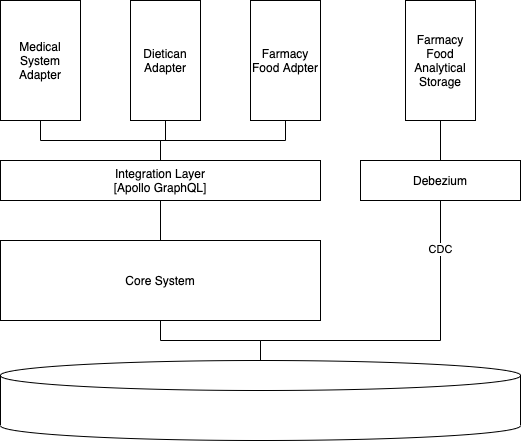 Medical
System
Adapter
Dietican
Adapter
Farmacy
Food Adpter
Farmacy
Food
Analytical
Storage
Integration Layer
[Apollo GraphQL]
Debezium
CDC
Core System